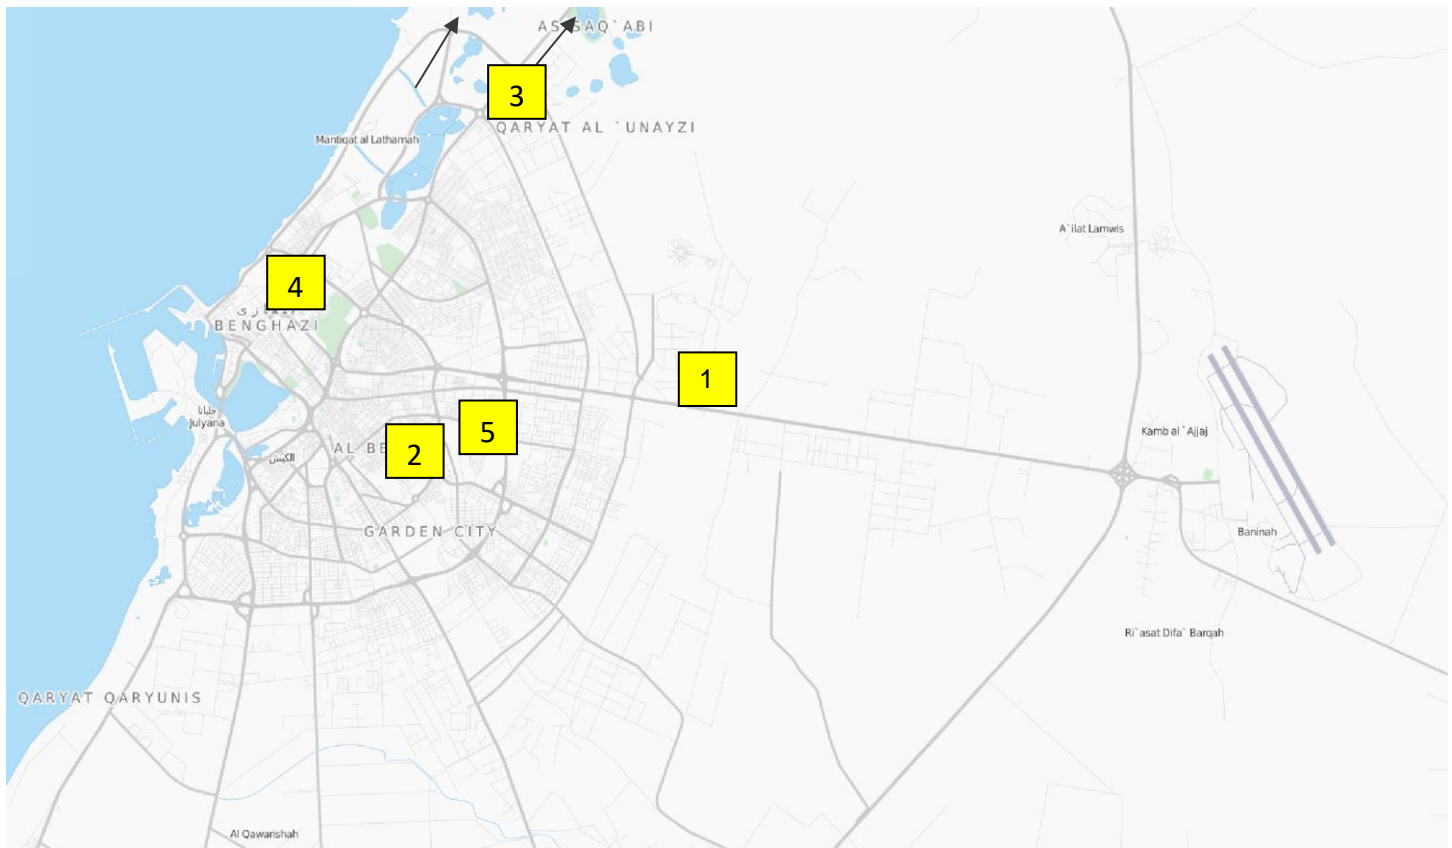 AS SAQ`ABI
3
QARYAT AL `UNAYZI
Mantiqat al Lathamah
A`ilat Lamwis
4
BENGHAZI
1
جليانا
Julyana
5
Kamb al `Ajjaj
AL BE
2
الكيش
GARDEN CITY
Baninah
Ri`asat Difa` Barqah
QARYAT QARYUNIS
Al Qawarishah